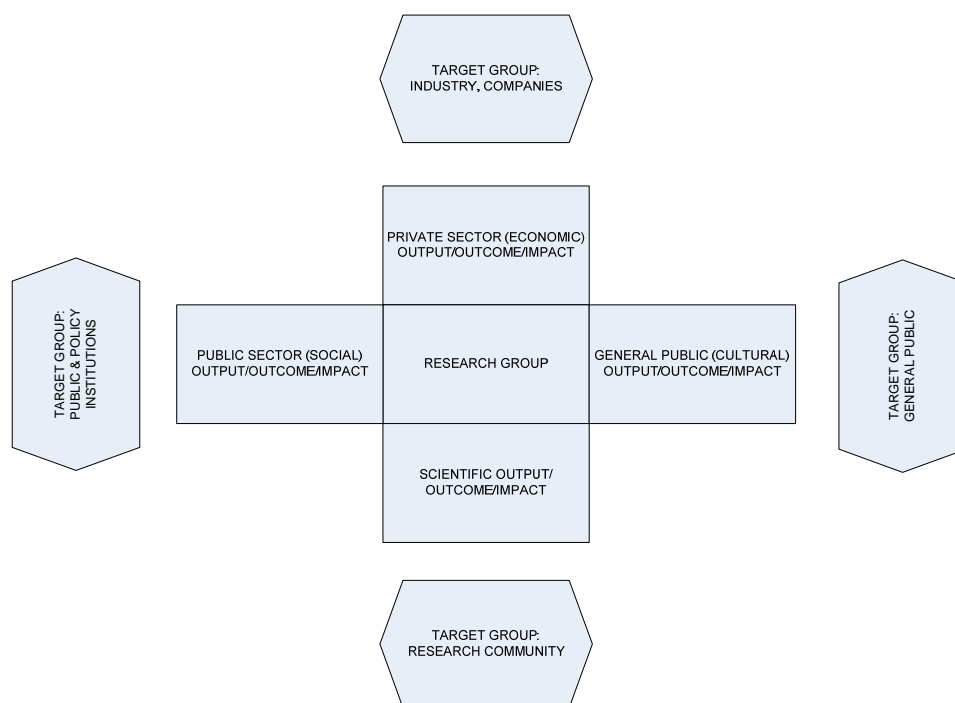 TARGET GROUP:
INDUSTRY, COMPANIES
PRIVATE SECTOR (ECONOMIC)
OUTPUT/OUTCOME/IMPACT
TARGET GROUP:
PUBLIC & POLICY
INSTITUTIONS
PUBLIC SECTOR (SOCIAL)
OUTPUT/OUTCOME/IMPACT
RESEARCH GROUP
GENERAL PUBLIC (CULTURAL)
OUTPUT/OUTCOME/IMPACT
TARGET GROUP:
GENERAL PUBLIC
SCIENTIFIC OUTPUT/
OUTCOME/IMPACT
TARGET GROUP:
RESEARCH COMMUNITY